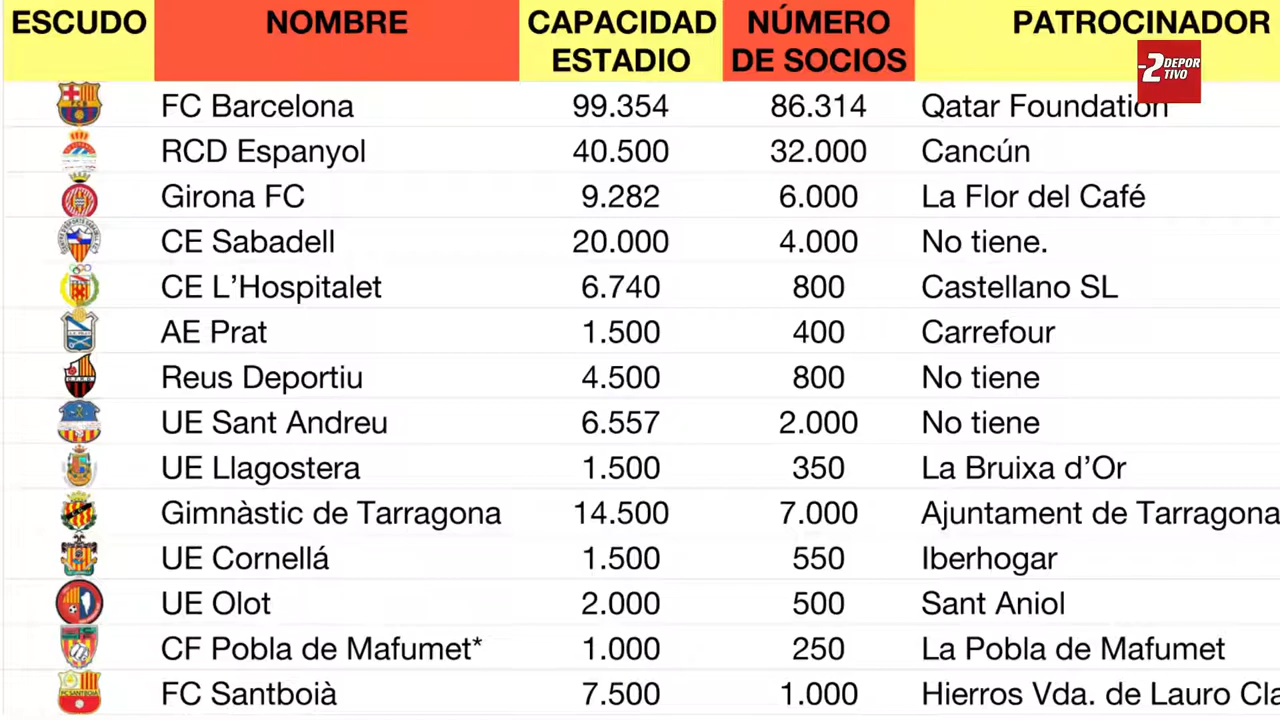 ESCUDO NOMBRE CAPACIDAD ESTADIO NÚMERO DE SOCIOS PATROCINADOR
-2 DEPOR TIVO
FC Barcelona 99.354 86.314 Qatar Foundation
RCD Espanyol 40.500 32.000 Cancún
Girona FC 9.282 6.000 La Flor del Café
CE Sabadell 20.000 4.000 No tiene.
CE L’Hospitalet 6.740 800 Castellano SL
AE Prat 1.500 400 Carrefour
Reus Deportiu 4.500 800 No tiene
UE Sant Andreu 6.557 2.000 No tiene
UE Llagostera 1.500 350 La Bruixa d’Or
Gimnàstic de Tarragona 14.500 7.000 Ajuntament de Tarragona
UE Cornellá 1.500 550 Iberhogar
UE Olot 2.000 500 Sant Aniol
CF Pobla de Mafumet* 1.000 250 La Pobla de Mafumet
FC Santboià 7.500 1.000 Hierros Vda. de Lauro Cla